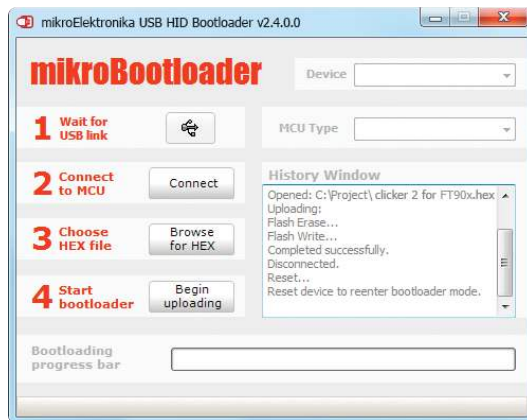 mikroElektronika USB HID Bootloader v2.4.0.0
mikroBootloader
Device
1 Wait for
USB link
MCU Type
2 Connect
to MCU
Connect
History Window
Opened: C:\Project\ clicker 2 for FT90x.hex
Uploading:
Flash Erase...
Flash Write...
Completed successfully.
Disconnected.
Reset...
Reset device to reenter bootloader mode.
3 Choose
HEX file
Browse
for HEX
4 Start
bootloader
Begin
uploading
Bootloading
progress bar